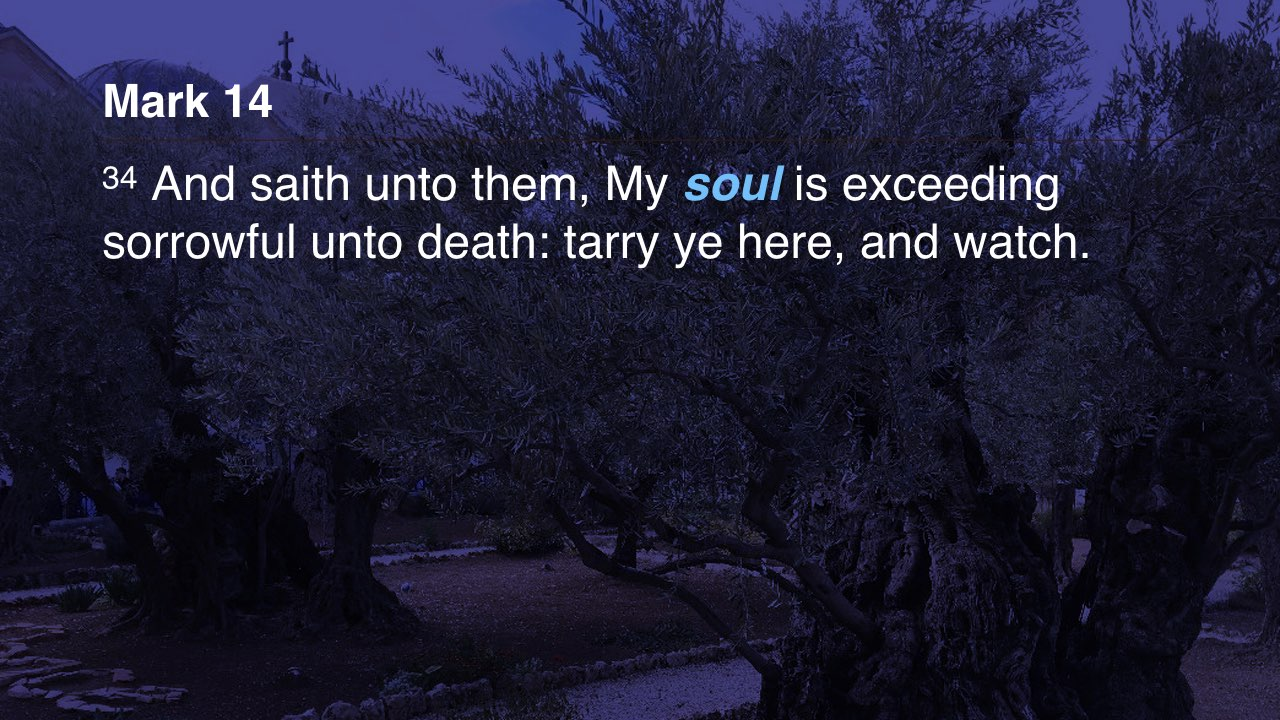 Mark 14
34 And saith unto them, My soul is exceeding
sorrowful unto death: tarry ye here, and watch.